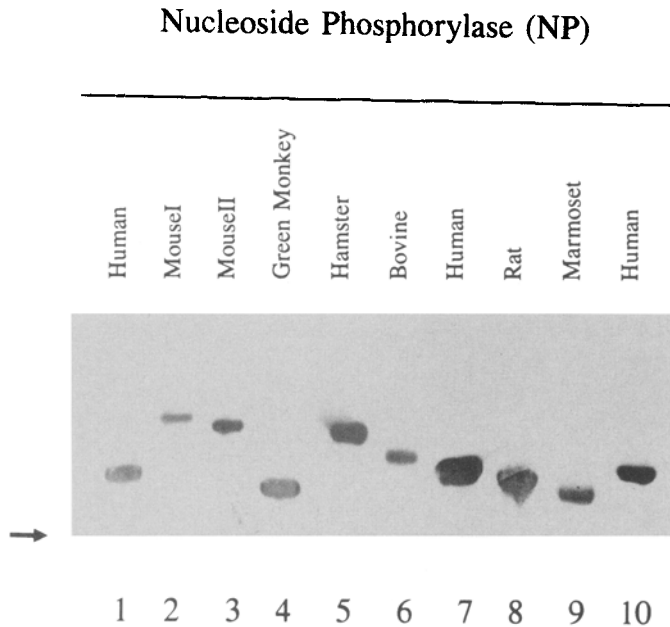 Nucleoside Phosphorylase (NP)
Human MouseI MouseII Green Monkey Hamster Bovine Human Rat Marmoset Human
1 2 3 4 5 6 7 8 9 10